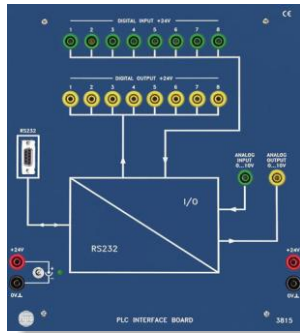 CE
DIGITAL INPUT +24V
1 2 3 4 5 6 7 8
DIGITAL OUTPUT +24V
1 2 3 4 5 6 7 8
RS232
ANALOG INPUT 0...10V
ANALOG OUTPUT 0...10V
I/O
RS232
+24V
+24V
0V
0V
PLC INTERFACE BOARD
3815